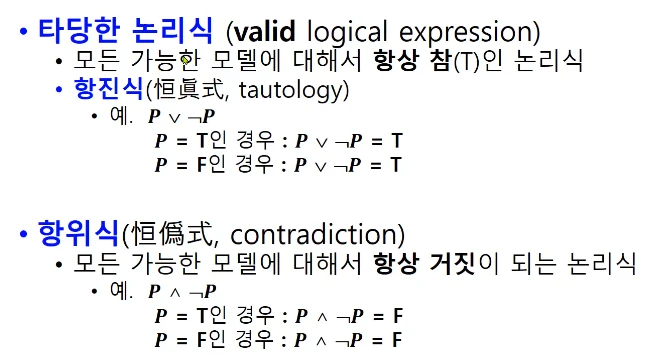 • 타당한 논리식 (valid logical expression)
• 모든 가능한 모델에 대해서 항상 참(T)인 논리식
• 항진식(恒眞式, tautology)
• 예. P ∨ ¬P
P = T인 경우 : P ∨ ¬P = T
P = F인 경우 : P ∨ ¬P = T
• 항위식(恒僞式, contradiction)
• 모든 가능한 모델에 대해서 항상 거짓이 되는 논리식
• 예. P ∧ ¬P
P = T인 경우 : P ∧ ¬P = F
P = F인 경우 : P ∧ ¬P = F